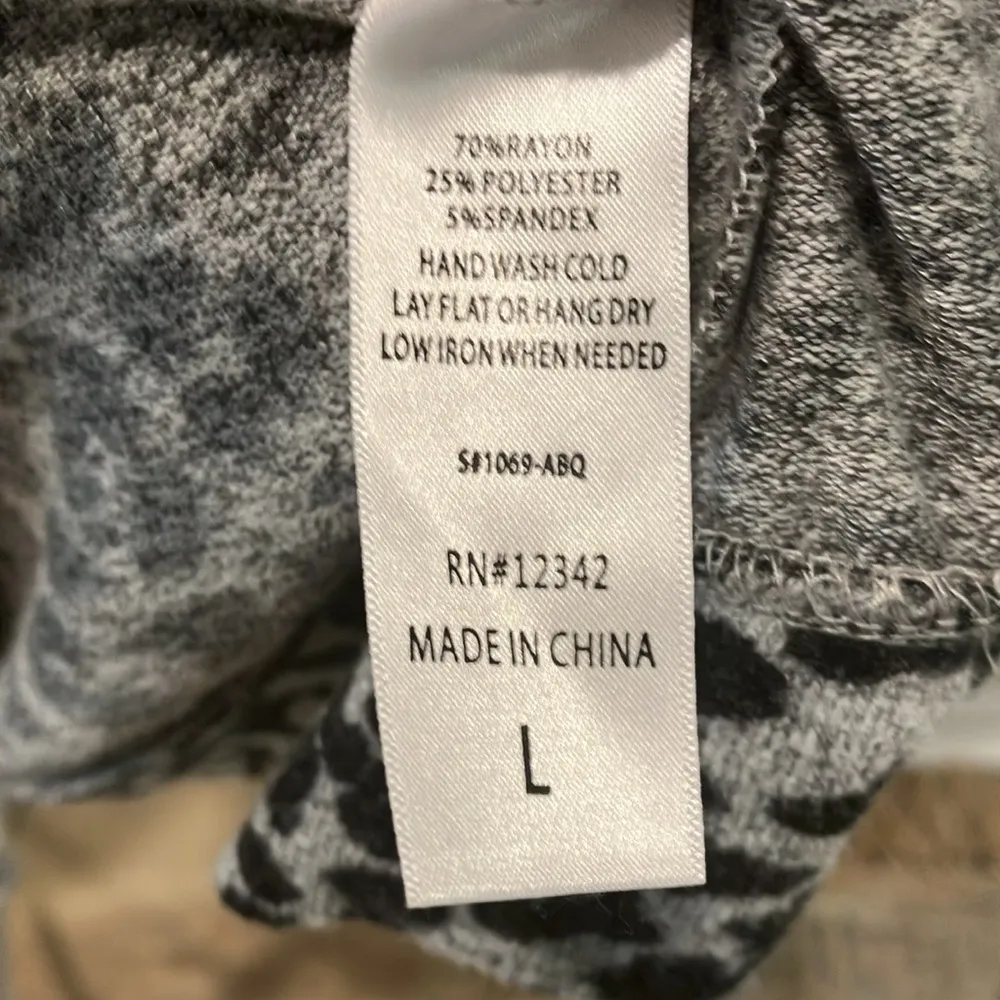 70%RAYON
25% POLYESTER
5%SPANDEX
HAND WASH COLD
LAY FLAT OR HANG DRY
LOW IRON WHEN NEEDED
S#1069-ABQ
RN#12342
MADE IN CHINA
L